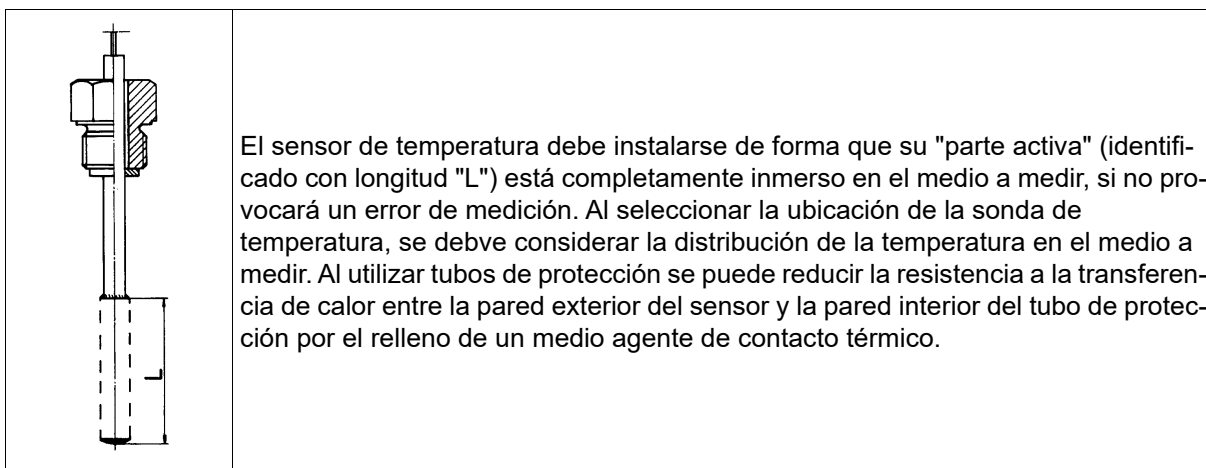 L
El sensor de temperatura debe instalarse de forma que su "parte activa" (identifi-
cado con longitud "L") está completamente inmerso en el medio a medir, si no pro-
vocará un error de medición. Al seleccionar la ubicación de la sonda de
temperatura, se debve considerar la distribución de la temperatura en el medio a
medir. Al utilizar tubos de protección se puede reducir la resistencia a la transferen-
cia de calor entre la pared exterior del sensor y la pared interior del tubo de protec-
ción por el relleno de un medio agente de contacto térmico.